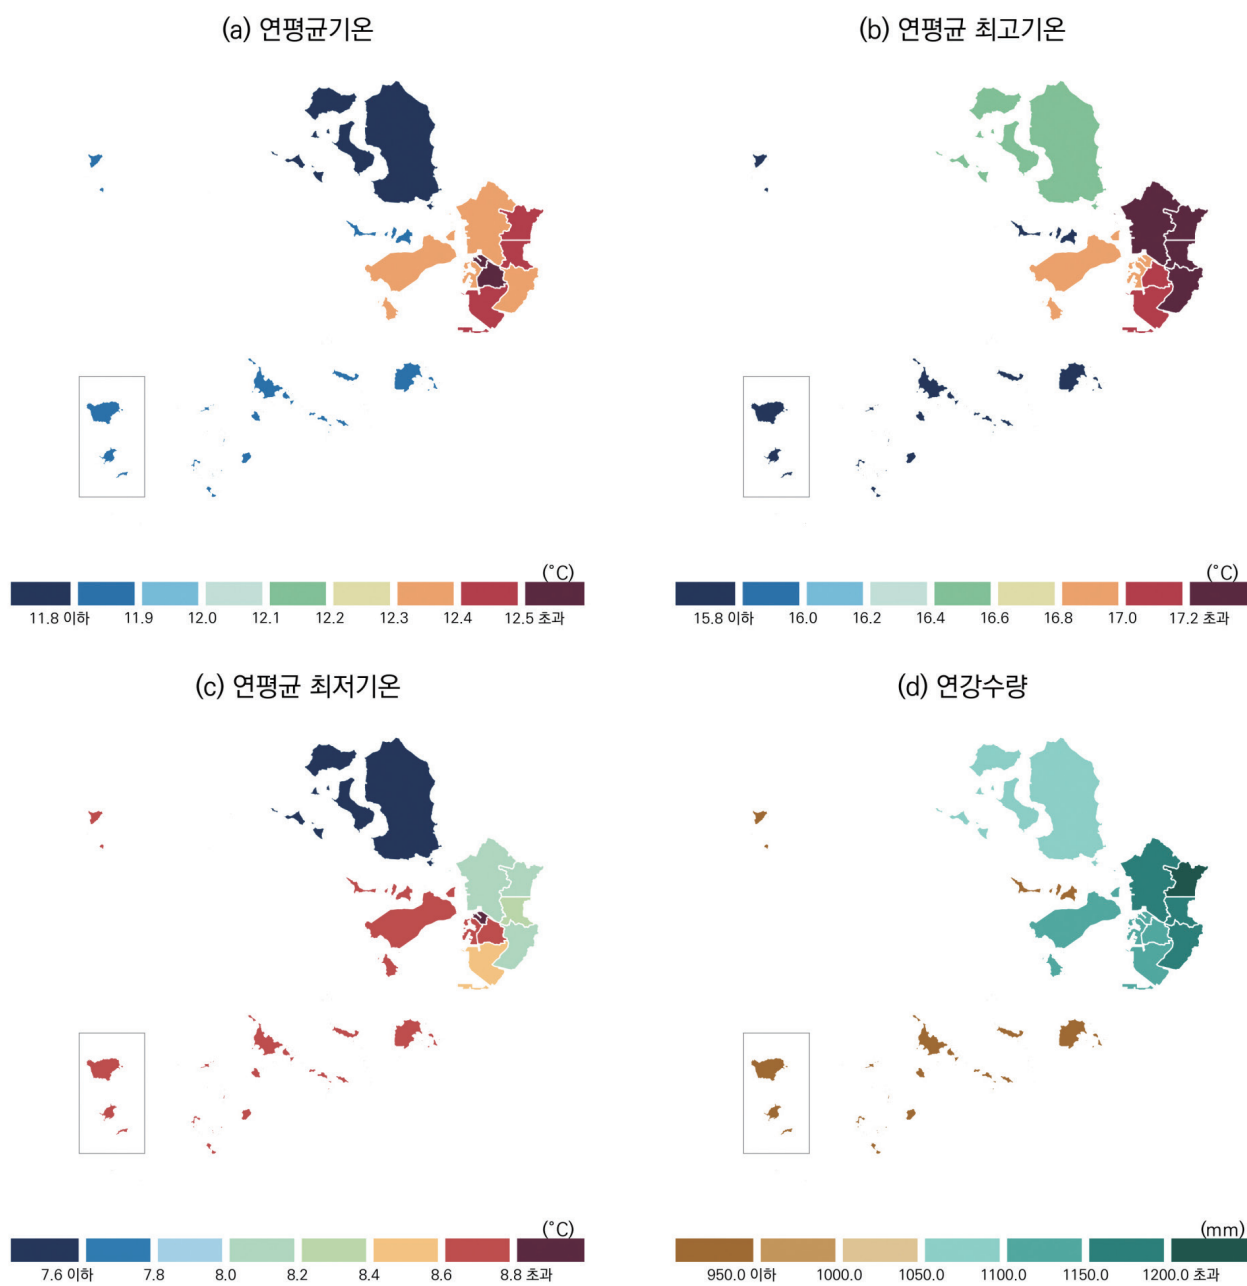 (a) 연평균기온
(b) 연평균 최고기온
(°C)
11.8 이하 11.9 12.0 12.1 12.2 12.3 12.4 12.5 초과
(°C)
15.8 이하 16.0 16.2 16.4 16.6 16.8 17.0 17.2 초과
(c) 연평균 최저기온
(d) 연강수량
(°C)
7.6 이하 7.8 8.0 8.2 8.4 8.6 8.8 초과
(mm)
950.0 이하 1000.0 1050.0 1100.0 1150.0 1200.0 초과